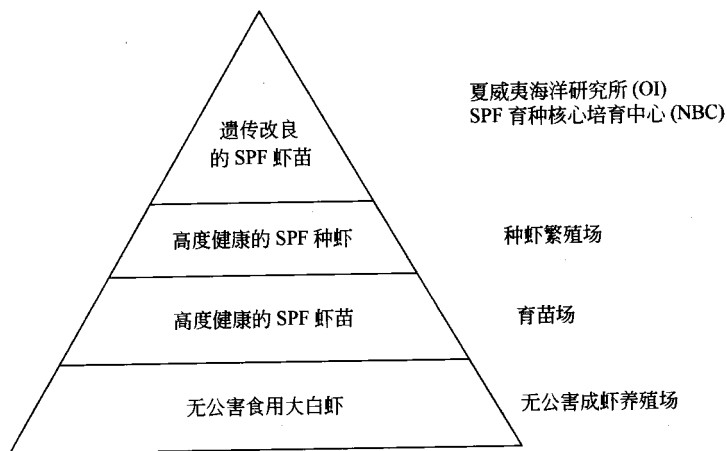 夏威夷海洋研究所 (OI)
SPF 育种核心培育中心 (NBC)
遗传改良
的 SPF 虾苗
高度健康的 SPF 种虾
种虾繁殖场
高度健康的 SPF 虾苗
育苗场
无公害食用大白虾
无公害成虾养殖场